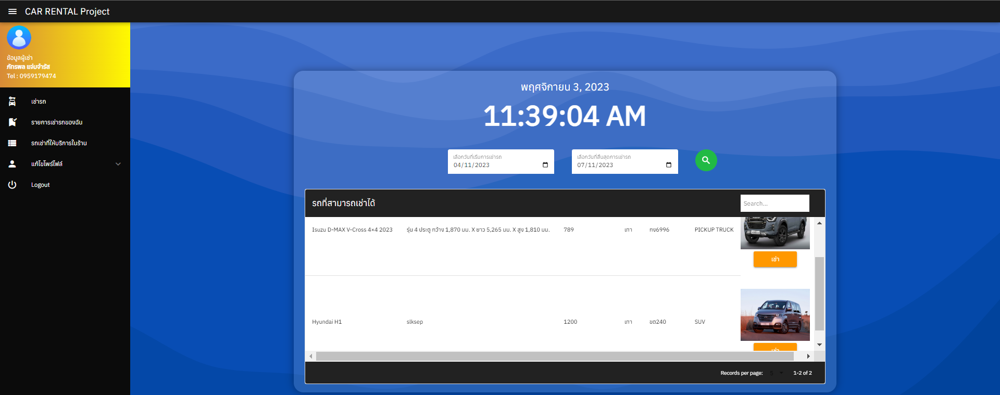 CAR RENTAL Project
ข้อมูลผู้เช่า
ภัทรพล แจ่มจำรัส
Tel : 0959179474
เช่ารถ
รายการเช่ารถของฉัน
รถเช่าที่ให้บริการในร้าน
แก้ไขโพร์ไฟล์
Logout
พฤศจิกายน 3, 2023
11:39:04 AM
เลือกวันที่เริ่มการเช่ารถ
04/11/2023
เลือกวันที่สิ้นสุดการเช่ารถ
07/11/2023
รถที่สามารถเช่าได้
Search...
Isuzu D-MAX V-Cross 4×4 2023 รุ่น 4 ประตู กว้าง 1,870 มม. X ยาว 5,265 มม. X สูง 1,810 มม. 789 เทา กง6996 PICKUP TRUCK
เช่า
Hyundai H1 slksep 1200 เทา ขต240 SUV
เช่า
Records per page: 5 1-2 of 2